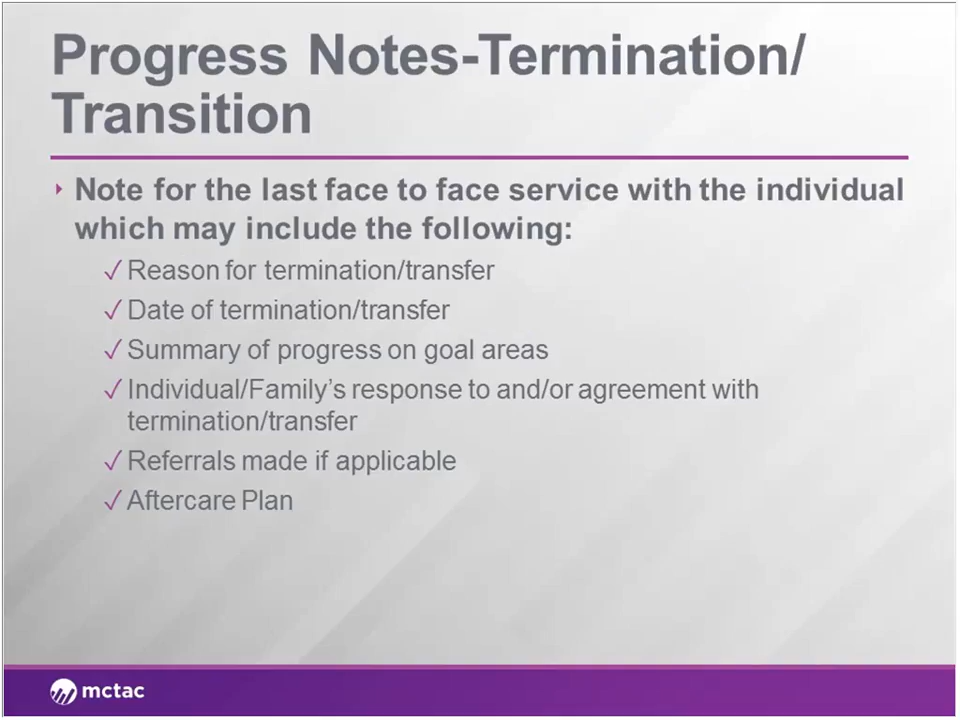 Progress Notes-Termination/
Transition
Note for the last face to face service with the individual
which may include the following:
✓ Reason for termination/transfer
✓ Date of termination/transfer
✓ Summary of progress on goal areas
✓ Individual/Family's response to and/or agreement with
termination/transfer
✓ Referrals made if applicable
✓ Aftercare Plan
mctac